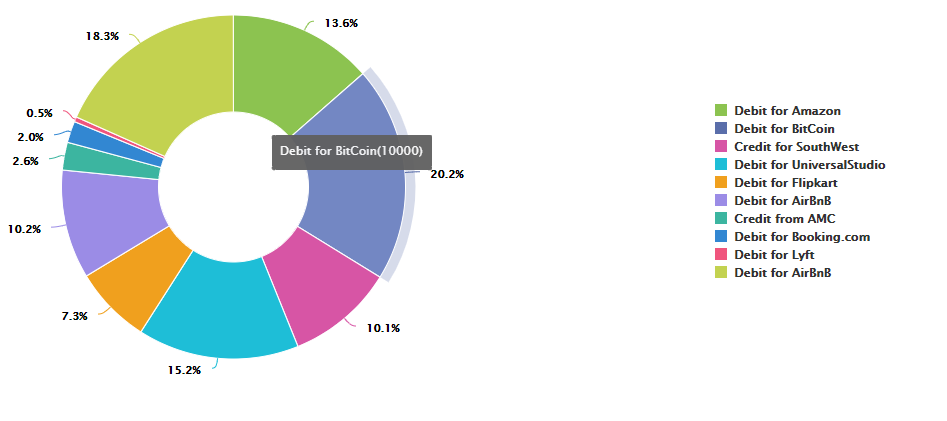 13.6%
18.3%
0.5%
2.0%
2.6%
10.2%
7.3%
15.2%
10.1%
20.2%
Debit for BitCoin(10000)
Debit for Amazon
Debit for BitCoin
Credit for SouthWest
Debit for UniversalStudio
Debit for Flipkart
Debit for AirBnB
Credit from AMC
Debit for Booking.com
Debit for Lyft
Debit for AirBnB